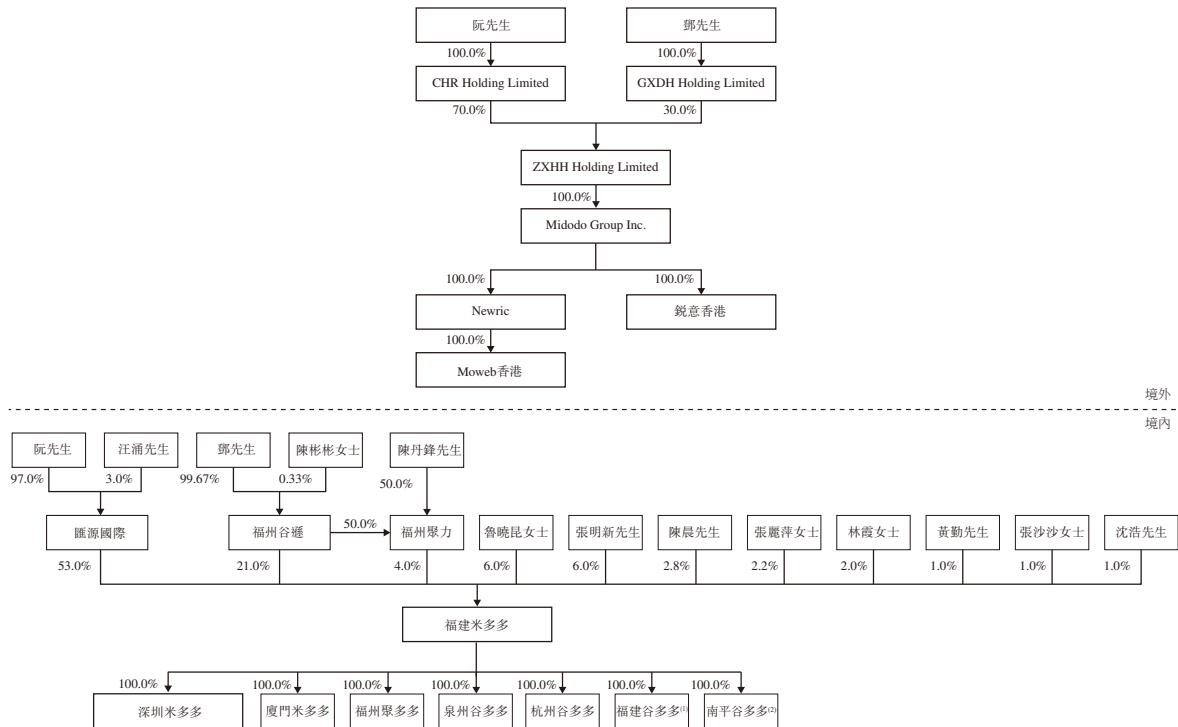 阮先生 鄧先生
100.0% 100.0%
CHR Holding Limited GXDH Holding Limited
70.0% 30.0%
ZXHH Holding Limited
100.0%
Midodo Group Inc.
100.0% 100.0%
Newric 銳意香港
100.0%
Moweb香港
境外
境內
阮先生 汪涌先生 鄧先生 陳彬彬女士 陳丹鋒先生
97.0% 3.0% 99.67% 0.33% 50.0%
匯源國際 福州谷遜 50.0% 福州聚力 魯曉昆女士 張明新先生 陳晨先生 張麗萍女士 林霞女士 黃勤先生 張沙沙女士 沈浩先生
53.0% 21.0% 4.0% 6.0% 6.0% 2.8% 2.2% 2.0% 1.0% 1.0% 1.0%
福建米多多
100.0% 100.0% 100.0% 100.0% 100.0% 100.0% 100.0%
深圳米多多 廈門米多多 福州聚多多 泉州谷多多 杭州谷多多 福建谷多多(1) 南平谷多多(2)